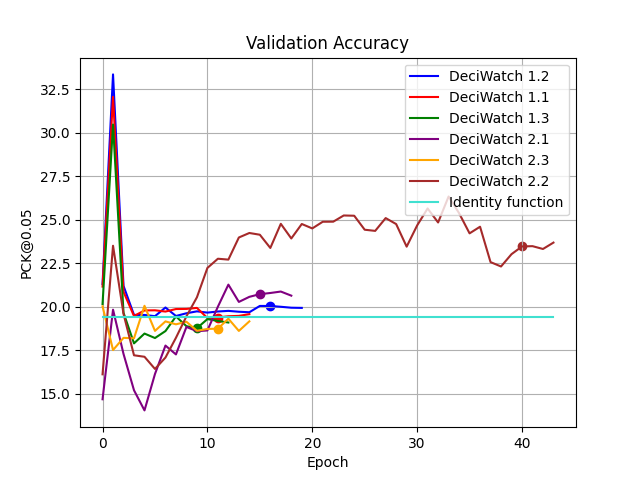 Validation Accuracy
PCK@0.05
32.5
30.0
27.5
25.0
22.5
20.0
17.5
15.0
0
10
20
30
40
Epoch
DeciWatch 1.2
DeciWatch 1.1
DeciWatch 1.3
DeciWatch 2.1
DeciWatch 2.3
DeciWatch 2.2
Identity function